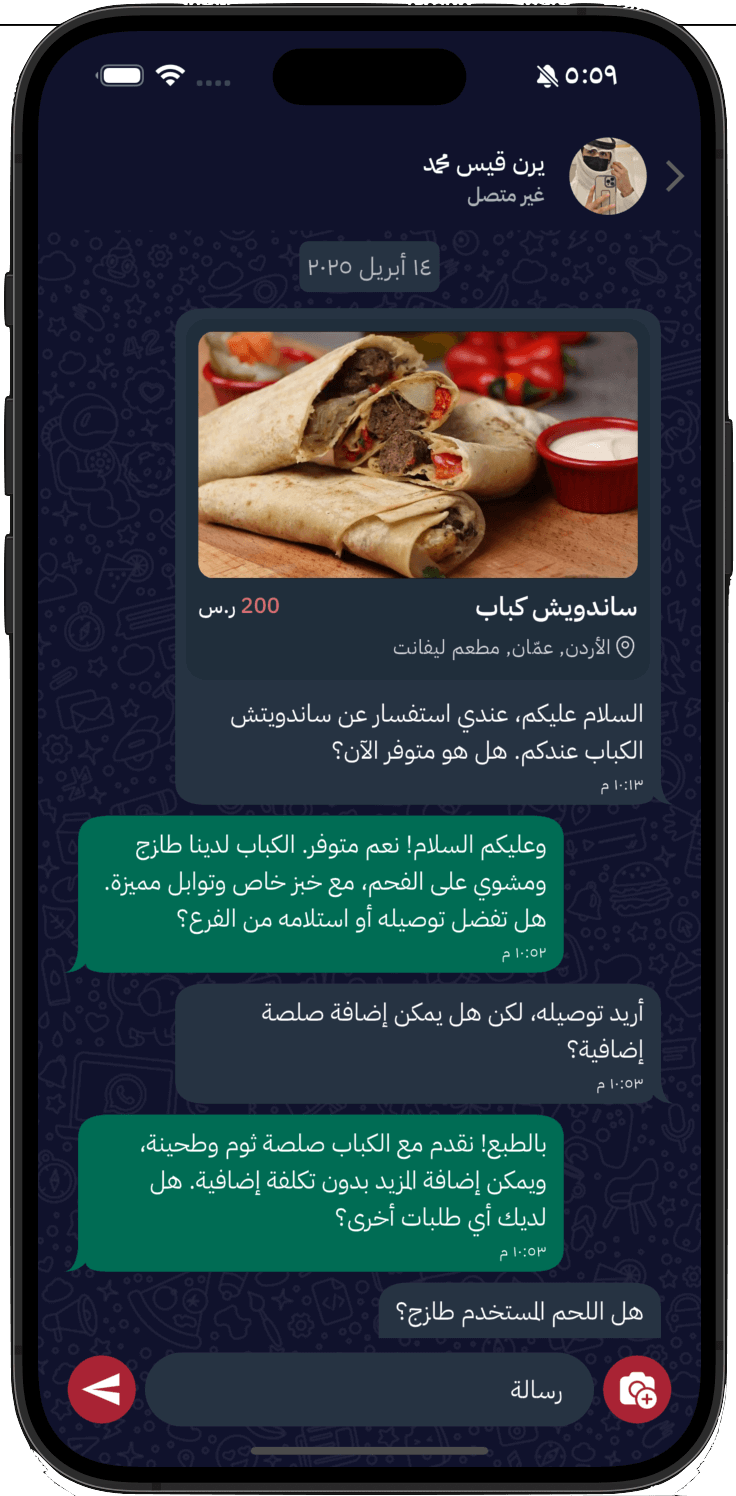 ٥:٥٩
يرن قيس محمد
غير متصل
١٤ أبريل ٢٠٢٥
ساندويش كباب
200 ر.س
الأردن, عمّان, مطعم ليفانت
السلام عليكم، عندي استفسار عن ساندويتش
الكباب عندكم. هل هو متوفر الآن؟
١٠:١٣ م
وعليكم السلام! نعم متوفر. الكباب لدينا طازج
ومشوي على الفحم، مع خبز خاص وتوابل مميزة.
هل تفضل توصيله أو استلامه من الفرع؟
١٠:٥٢ م
أريد توصيله، لكن هل يمكن إضافة صلصة
إضافية؟
١٠:٥٣ م
بالطبع! نقدم مع الكباب صلصة ثوم وطحينة،
ويمكن إضافة المزيد بدون تكلفة إضافية. هل
لديك أي طلبات أخرى؟
١٠:٥٣ م
هل اللحم المستخدم طازج؟
رسالة